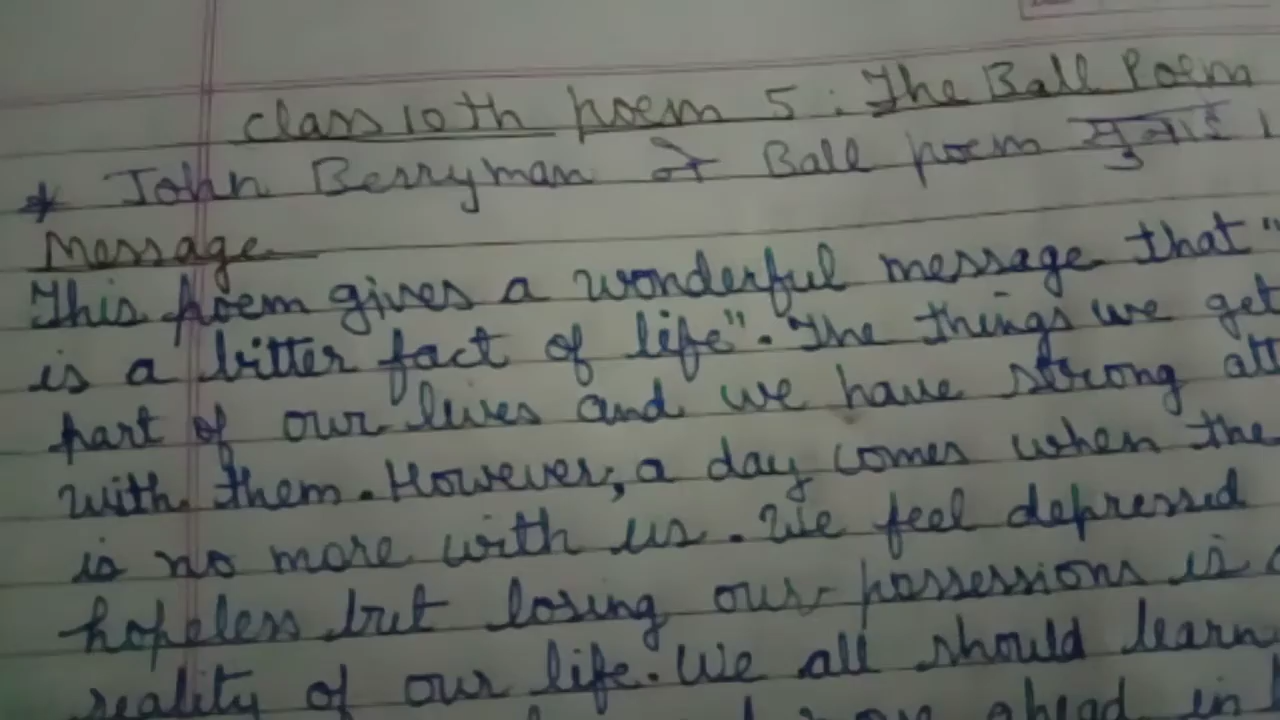 class 10th poem 5 : The Ball Poem
* John Berryman ने Ball poem सुनाई ।
Message
This poem gives a wonderful message that "
is a bitter fact of life". The things we get
part of our lives and we have strong att
with them. However, a day comes when the
is no more with us. We feel depressed
hopeless but losing our possessions is
reality of our life. We all should learn
ahead in